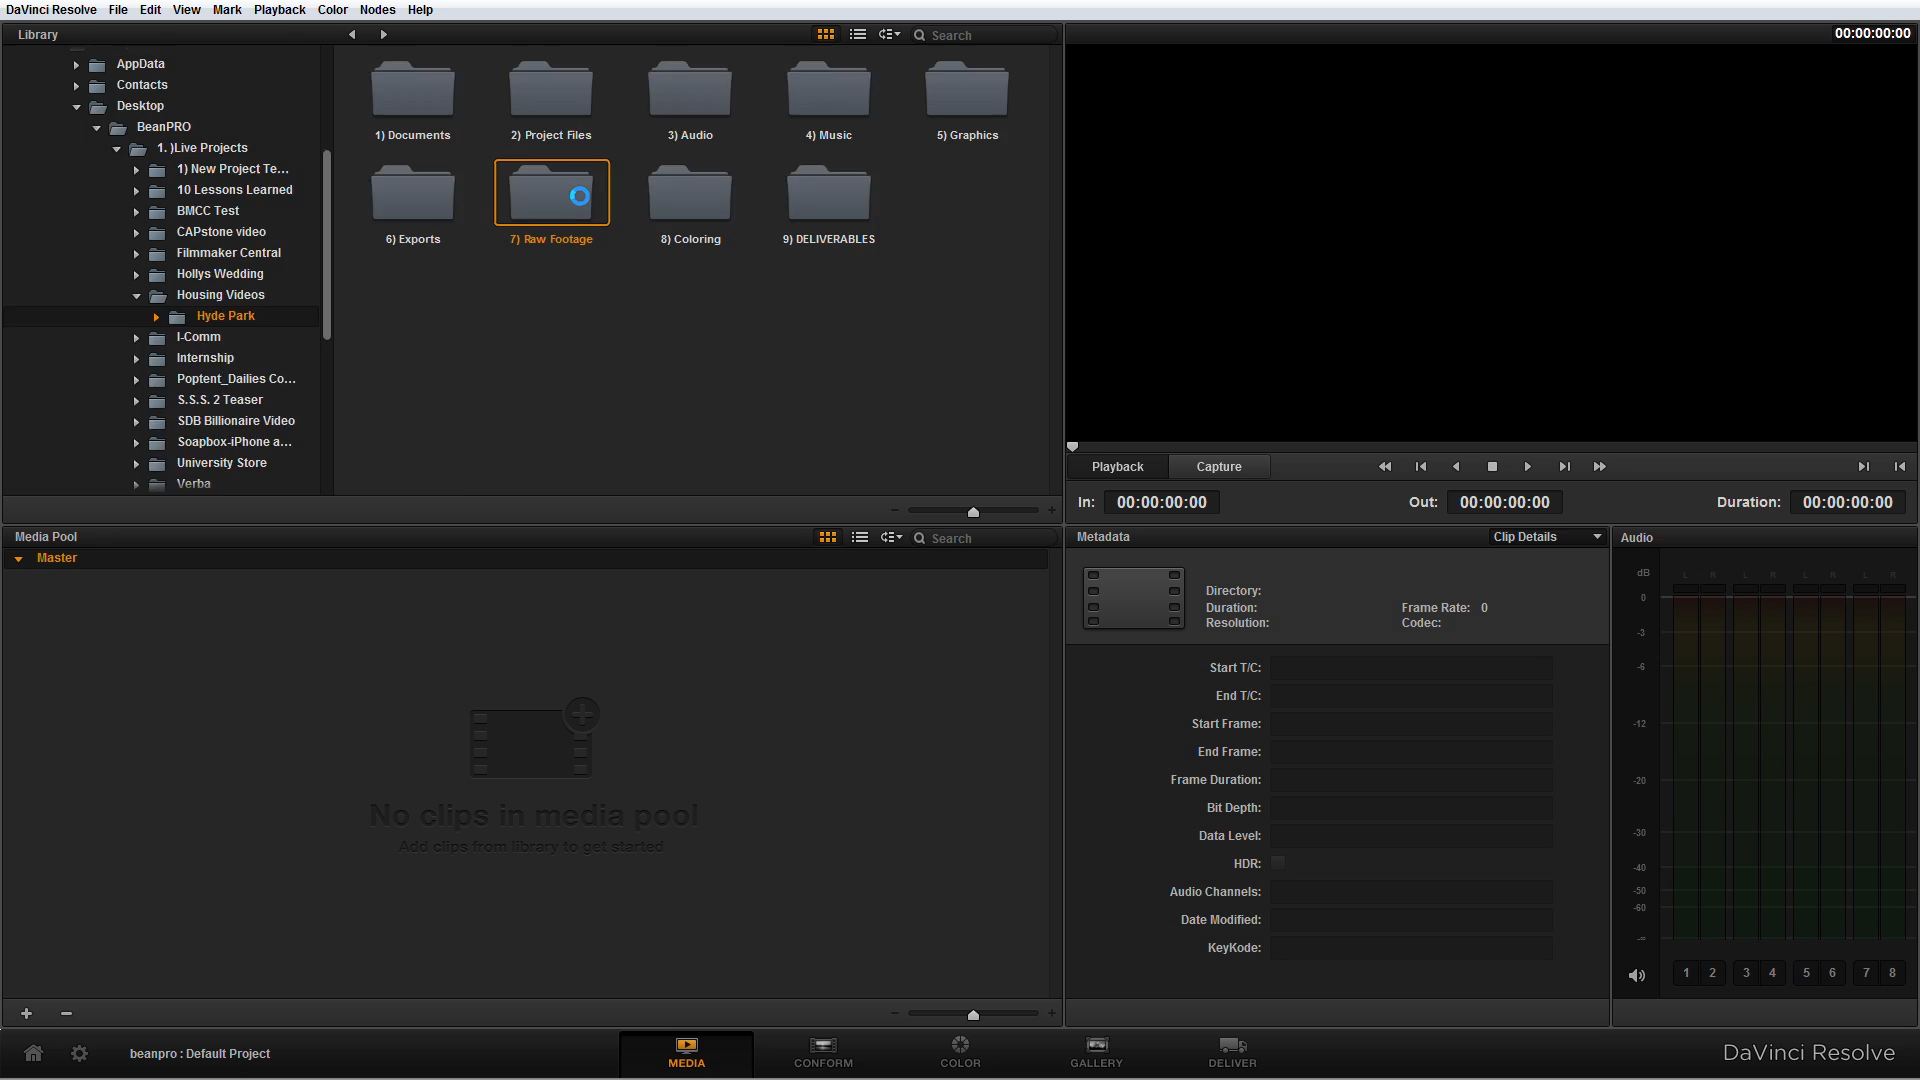 DaVinci Resolve File Edit View Mark Playback Color Nodes Help
Library
Search
00:00:00:00
AppData
Contacts
Desktop
BeanPRO
1. )Live Projects
1) New Project Te...
10 Lessons Learned
BMCC Test
CAPstone video
Filmmaker Central
Hollys Wedding
Housing Videos
Hyde Park
I-Comm
Internship
Poptent_Dailies Co...
S.S.S. 2 Teaser
SDB Billionaire Video
Soapbox-iPhone a...
University Store
Verba
1) Documents
2) Project Files
3) Audio
4) Music
5) Graphics
6) Exports
7) Raw Footage
8) Coloring
9) DELIVERABLES
Playback Capture
In: 00:00:00:00
Out: 00:00:00:00
Duration: 00:00:00:00
Media Pool
Search
Master
No clips in media pool
Add clips from library to get started
Metadata
Clip Details
Directory:
Duration:
Frame Rate: 0
Resolution:
Codec:
Start T/C:
End T/C:
Start Frame:
End Frame:
Frame Duration:
Bit Depth:
Data Level:
HDR:
Audio Channels:
Date Modified:
KeyKode:
Audio
dB L R L R L R L R
0
-3
-6
-12
-20
-30
-40
-50
-60
-∞
1 2 3 4 5 6 7 8
beanpro : Default Project
MEDIA
CONFORM
COLOR
GALLERY
DELIVER
DaVinci Resolve